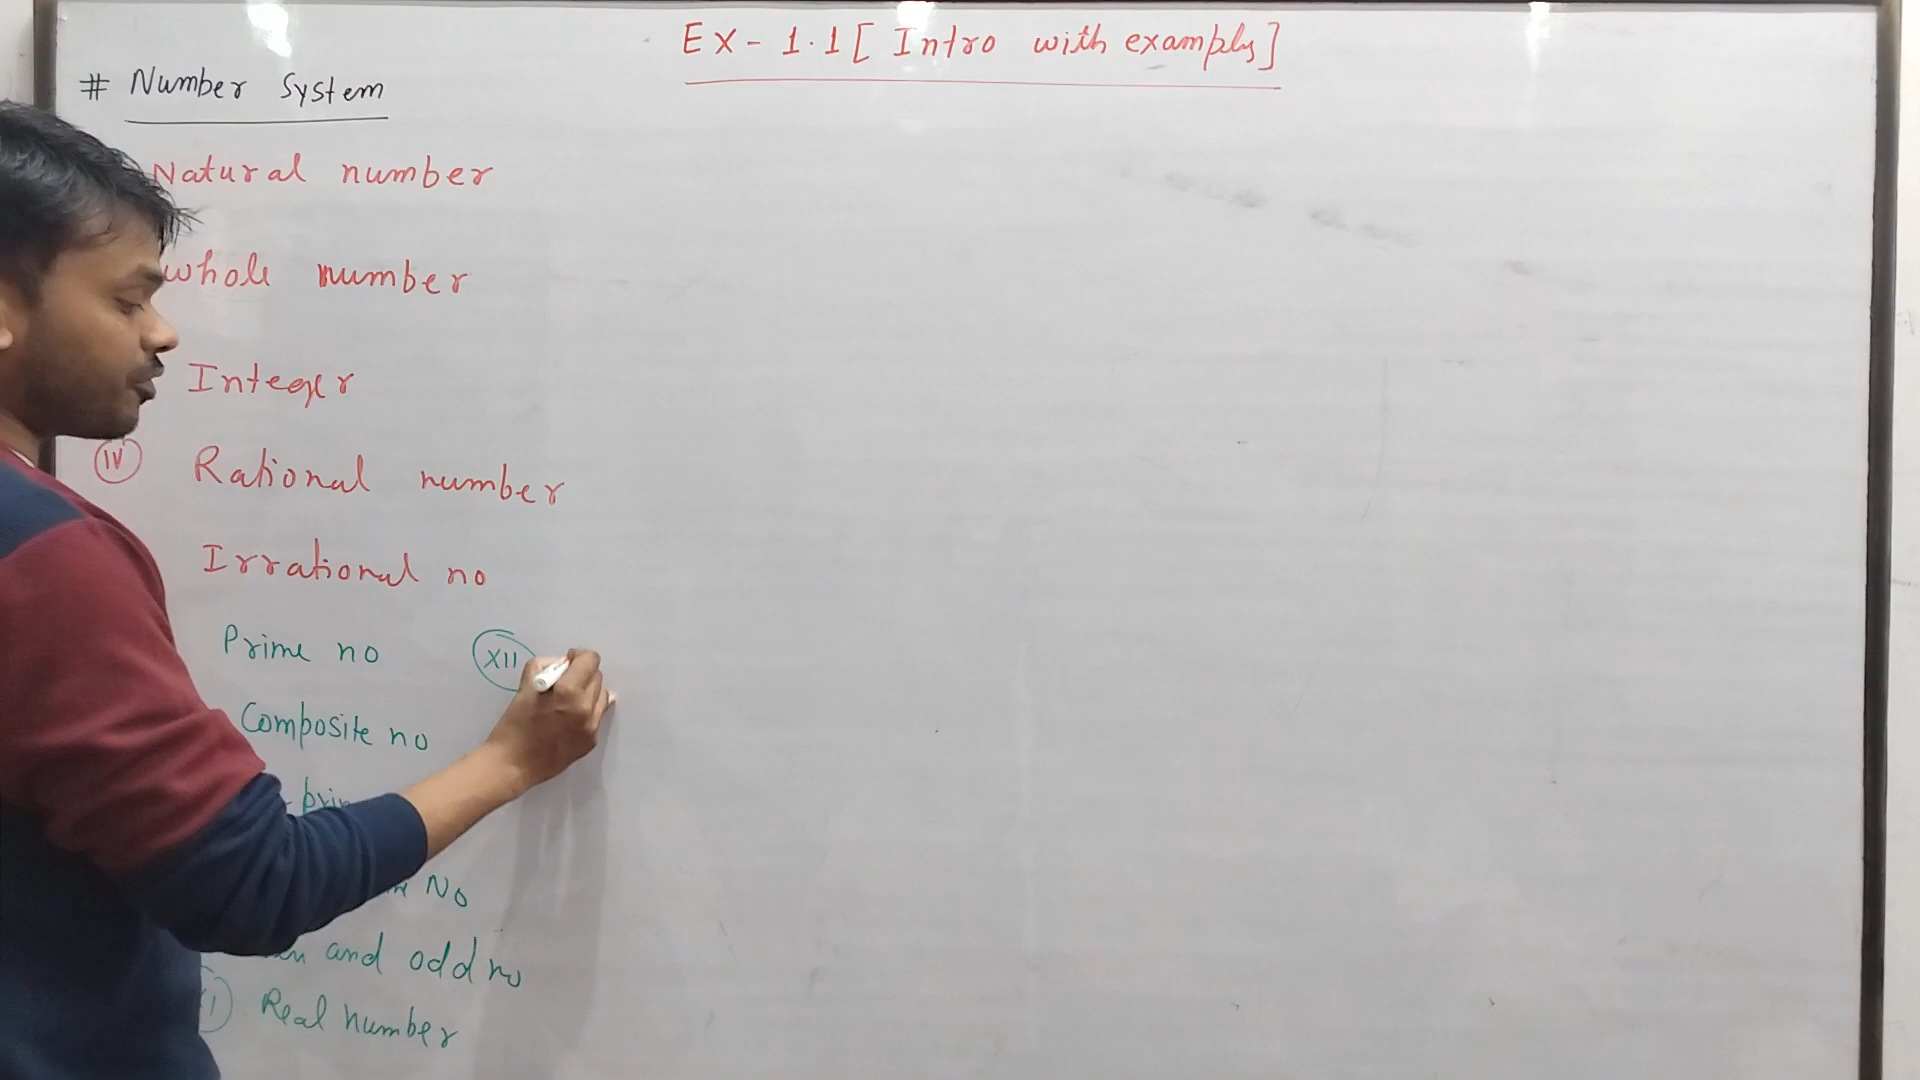 Ex - 1.1 [ Intro with examples ]
# Number System
Natural number
whole number
Integer
IV Rational number
Irrational no
Prime no
XII
Composite no
No
and odd no
Real number